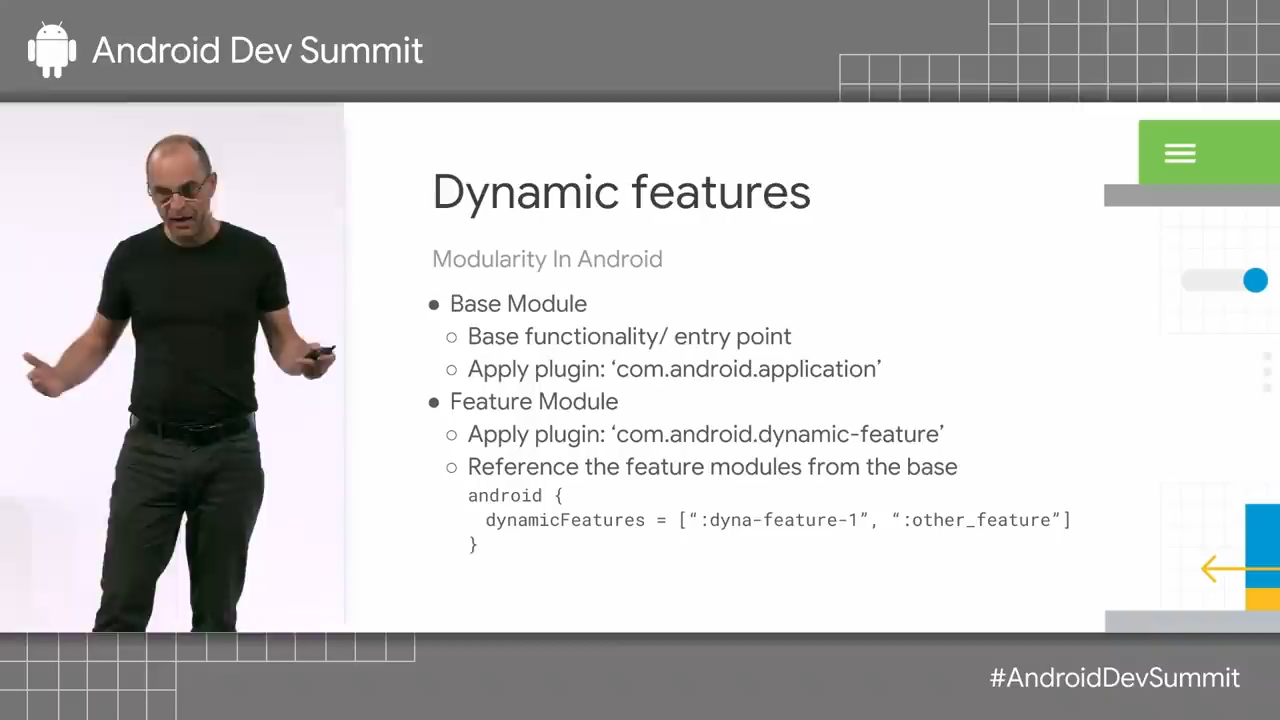 Android Dev Summit
Dynamic features
Modularity In Android
● Base Module
○ Base functionality/ entry point
○ Apply plugin: ‘com.android.application’
● Feature Module
○ Apply plugin: ‘com.android.dynamic-feature’
○ Reference the feature modules from the base
android {
dynamicFeatures = [“:dyna-feature-1”, “:other_feature”]
}
#AndroidDevSummit